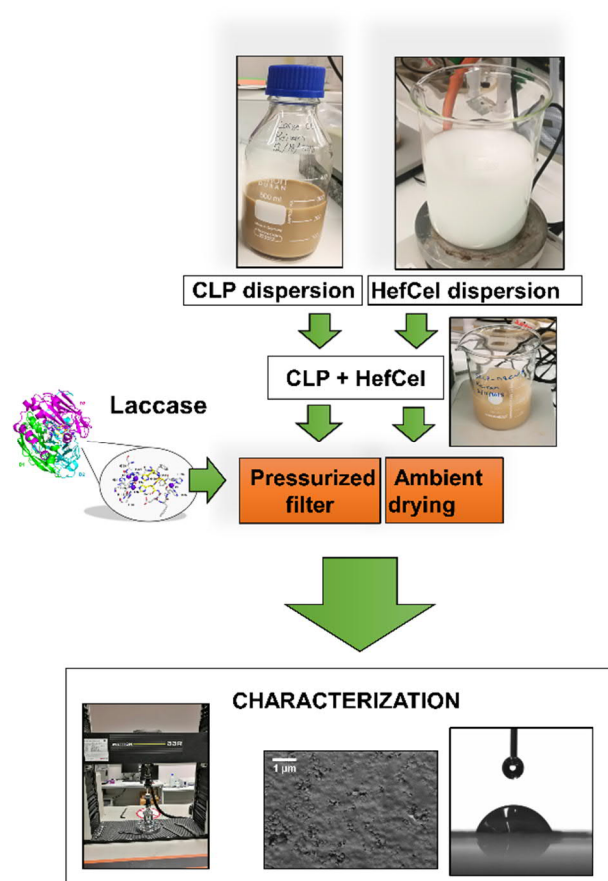 CLP dispersion
HefCel dispersion
CLP + HefCel
Laccase
Pressurized
filter
Ambient
drying
CHARACTERIZATION
1 µm